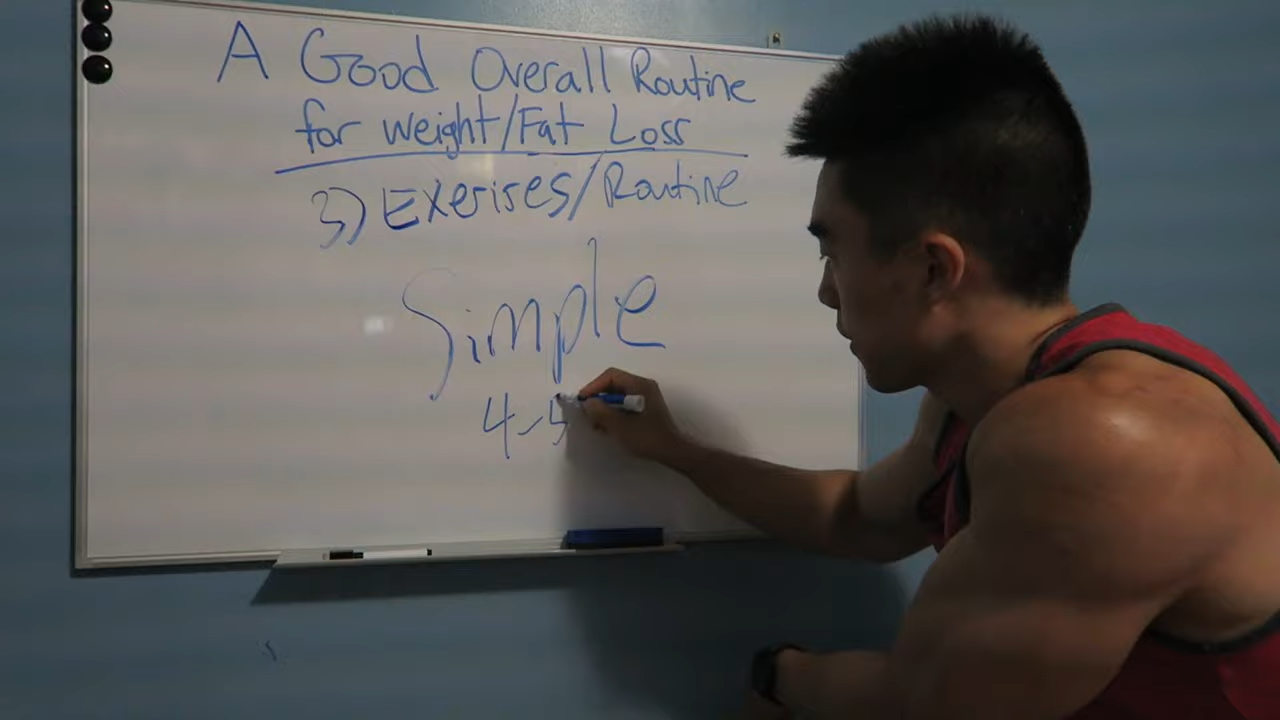 A Good Overall Routine
for weight/Fat Loss
3) Exerises/Routine
Simple
4-5